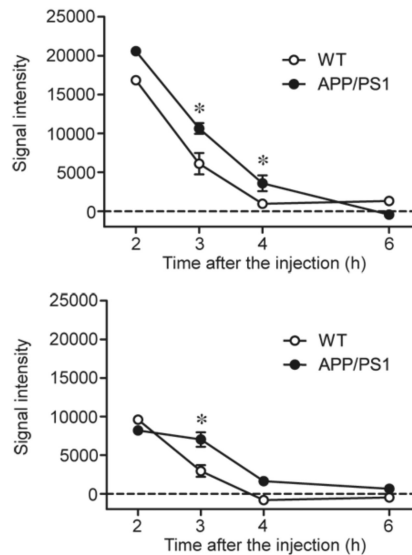 25000
20000
15000
10000
5000
0
Signal intensity
WT
APP/PS1
*
*
2 3 4 6
Time after the injection (h)
25000
20000
15000
10000
5000
0
Signal intensity
WT
APP/PS1
*
2 3 4 6
Time after the injection (h)